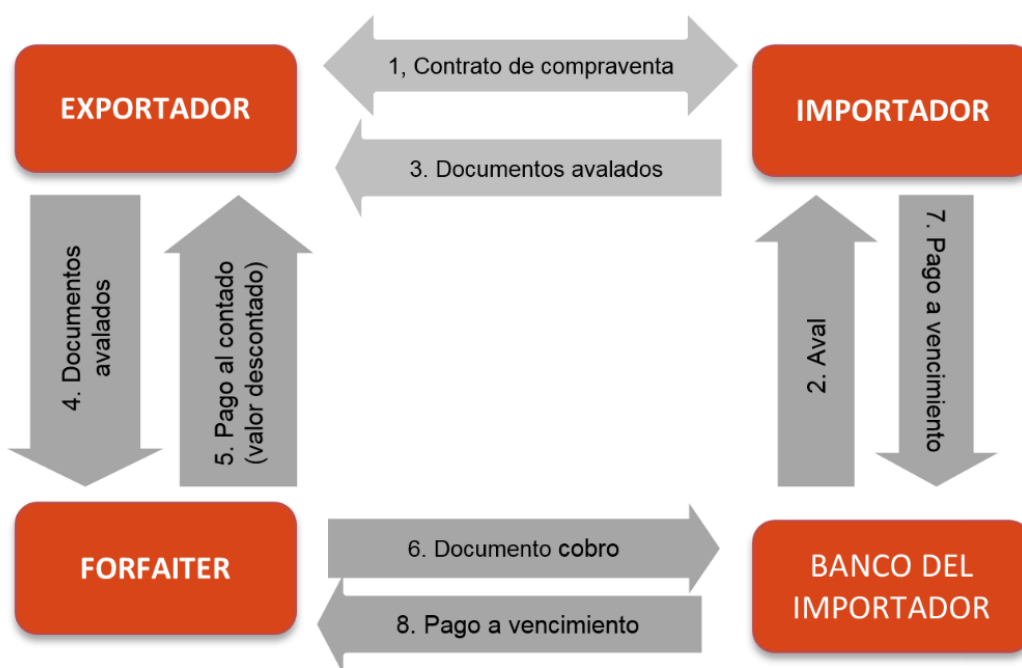 EXPORTADOR
1, Contrato de compraventa
IMPORTADOR
3. Documentos avalados
4. Documentos
avalados
5. Pago al contado
(valor descontado)
2. Aval
7. Pago a
vencimiento
FORFAITER
6. Documento cobro
8. Pago a vencimiento
BANCO DEL
IMPORTADOR